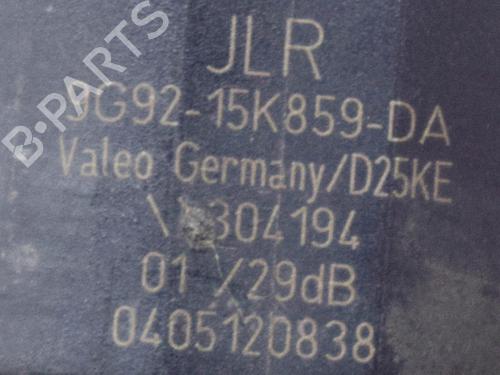 B-PARTS
JLR
G92-15K859-DA
Valeo Germany/D25KE
304194
01 /29dB
0405120838